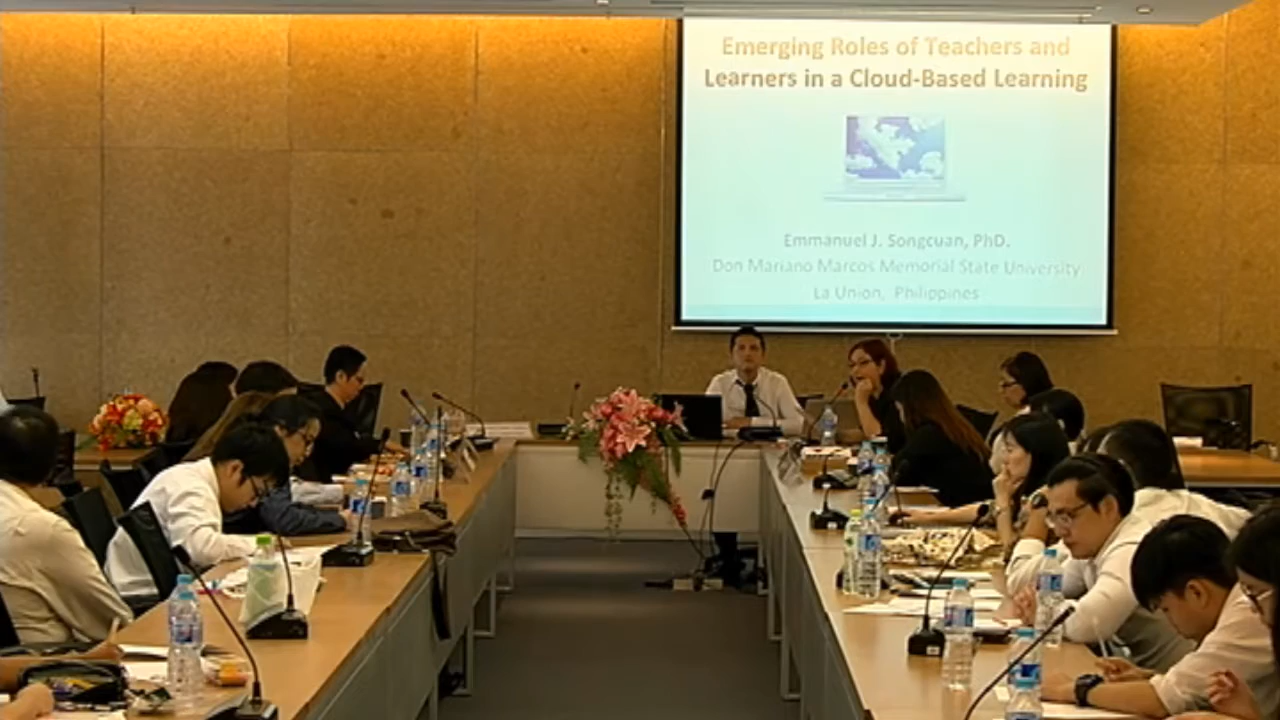 Emerging Roles of Teachers and
Learners in a Cloud-Based Learning
Emmanuel J. Songcuan, PhD.
Don Mariano Marcos Memorial State University
La Union, Philippines